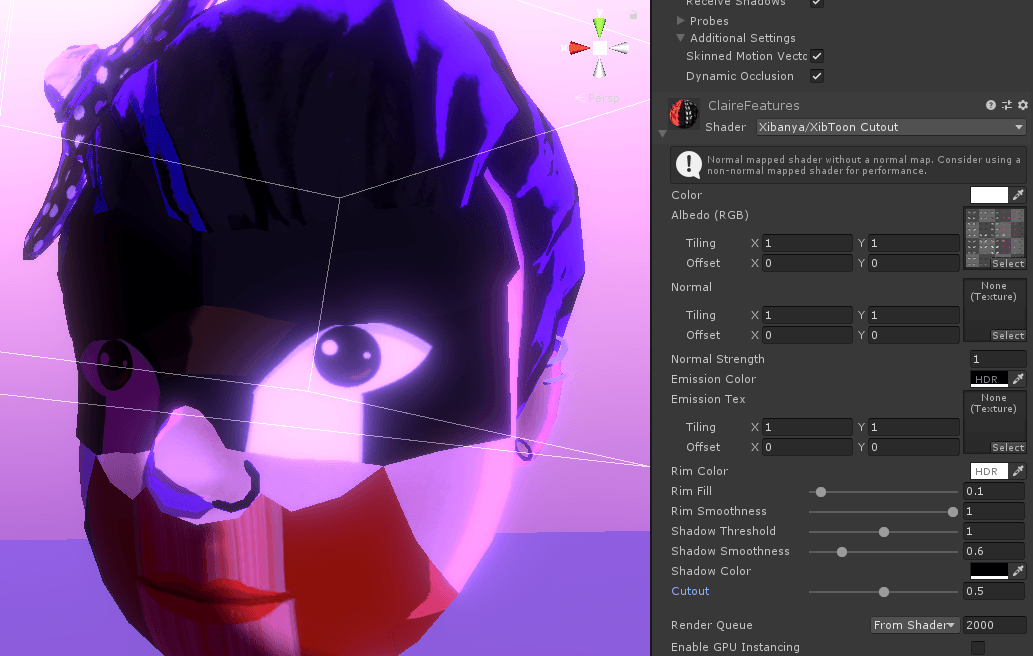 Receive Shadows
Probes
Additional Settings
Skinned Motion Vectc
Dynamic Occlusion
y
x
< Persp
ClaireFeatures
Shader Xibanya/XibToon Cutout
Normal mapped shader without a normal map. Consider using a
non-normal mapped shader for performance.
Color
Albedo (RGB)
Tiling X 1 Y 1
Offset X 0 Y 0
Select
Normal
None
(Texture)
Tiling X 1 Y 1
Offset X 0 Y 0
Select
Normal Strength 1
Emission Color HDR
Emission Tex
None
(Texture)
Tiling X 1 Y 1
Offset X 0 Y 0
Select
Rim Color HDR
Rim Fill 0.1
Rim Smoothness 1
Shadow Threshold 1
Shadow Smoothness 0.6
Shadow Color
Cutout 0.5
Render Queue From Shader 2000
Enable GPU Instancing